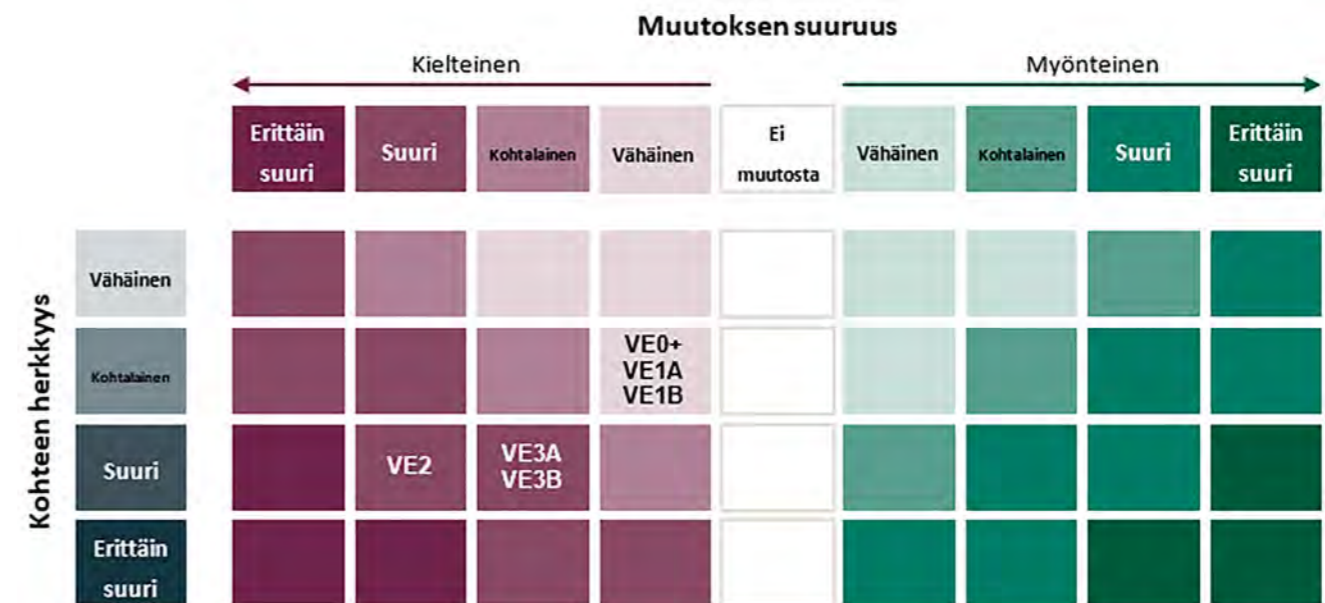 Muutoksen suuruus
Kielteinen
Myönteinen
Erittäin
suuri
Suuri
Kohtalainen
Vähäinen
Ei
muutosta
Vähäinen
Kohtalainen
Suuri
Erittäin
suuri
Kohteen herkkyys
Vähäinen
Kohtalainen
VE0+
VE1A
VE1B
Suuri
VE2
VE3A
VE3B
Erittäin
suuri